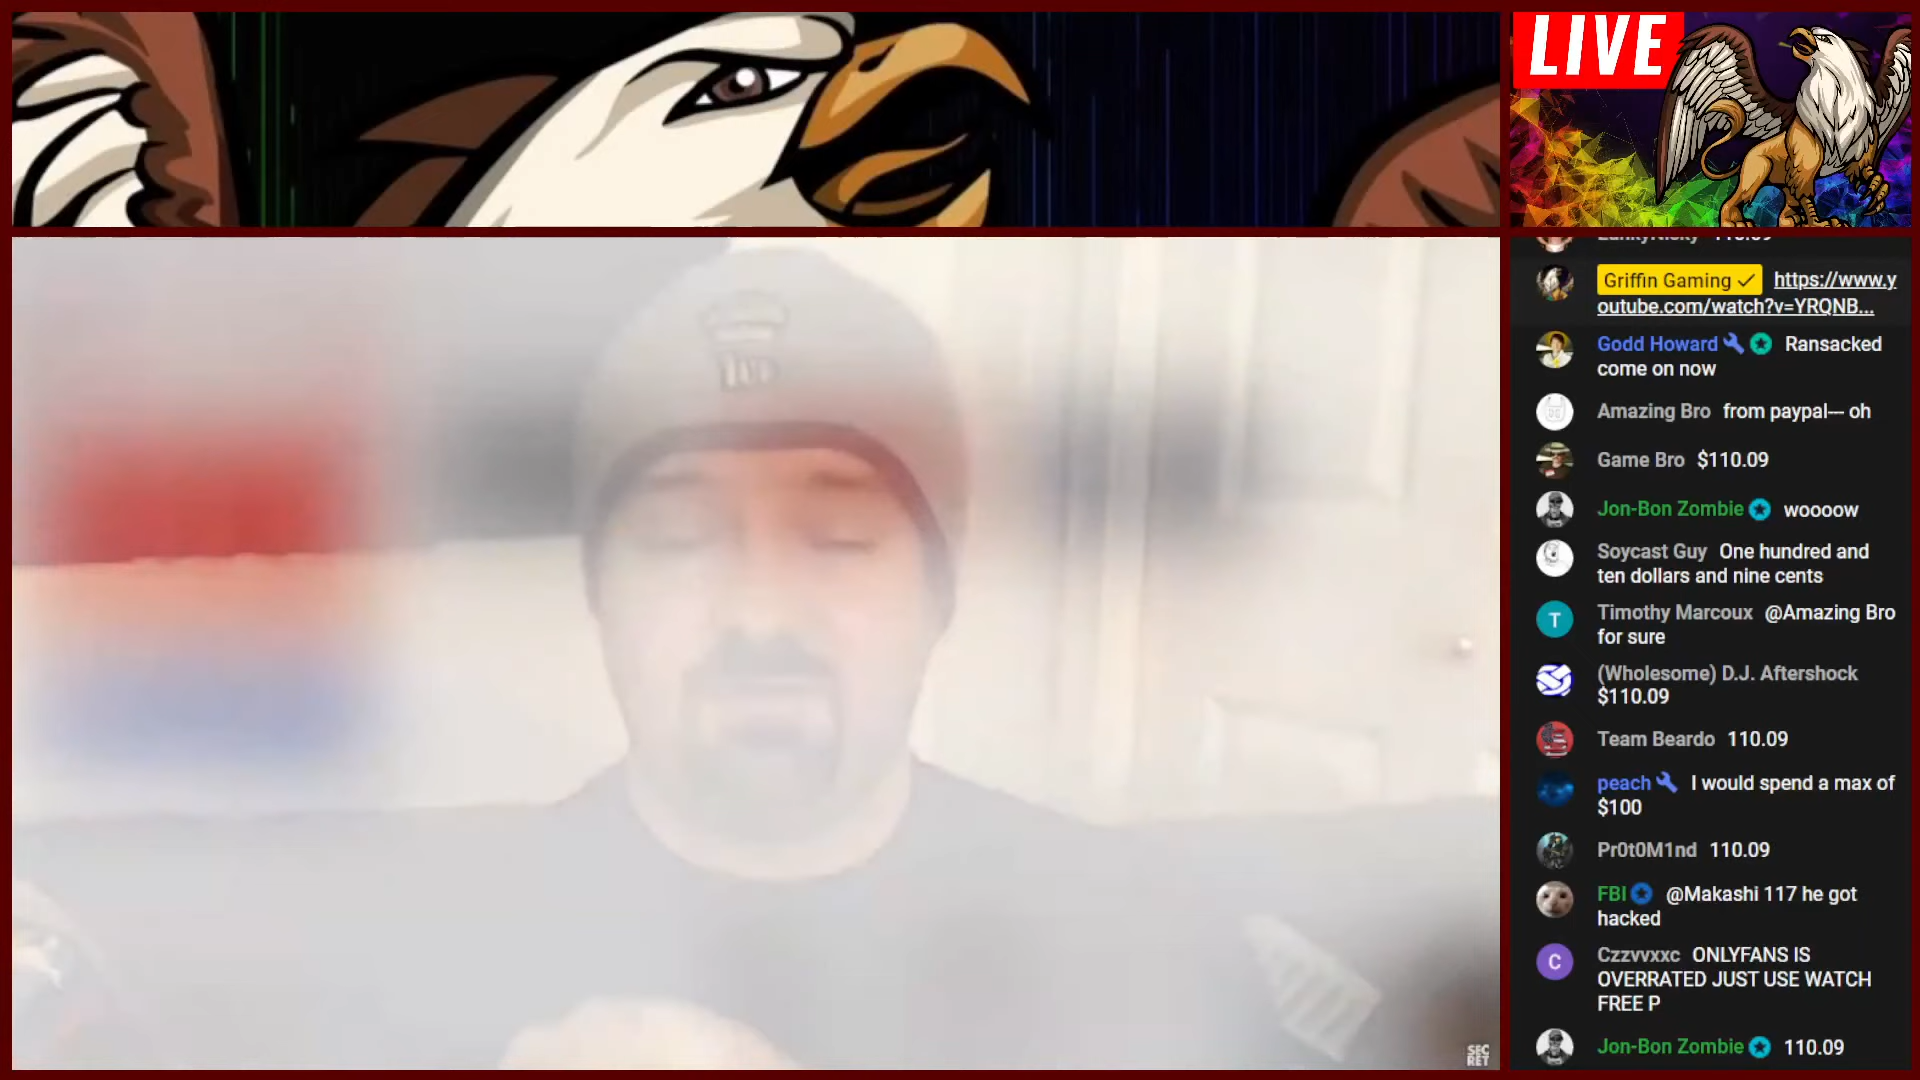 LIVE
Griffin Gaming https://www.y
outube.com/watch?v=YRQNB...
Godd Howard Ransacked
come on now
Amazing Bro from paypal— oh
Game Bro $110.09
Jon-Bon Zombie woooow
Soycast Guy One hundred and
ten dollars and nine cents
T Timothy Marcoux @Amazing Bro
for sure
(Wholesome) D.J. Aftershock
$110.09
Team Beardo 110.09
peach I would spend a max of
$100
Pr0t0M1nd 110.09
FBI @Makashi 117 he got
hacked
C Czzvvxxc ONLYFANS IS
OVERRATED JUST USE WATCH
FREE P
Jon-Bon Zombie 110.09
SEC
RET